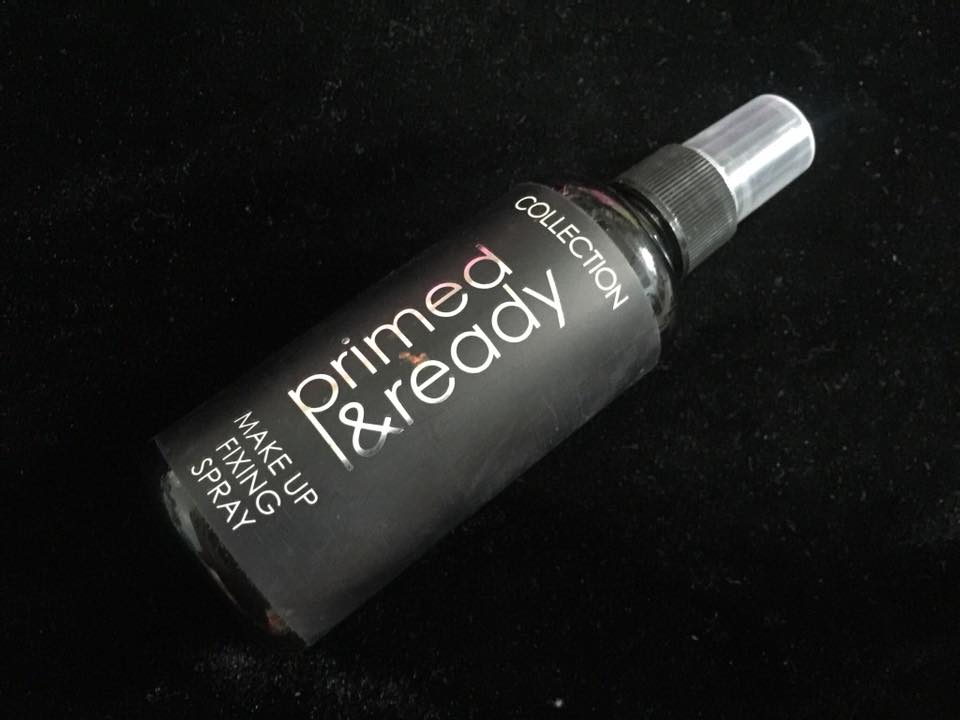 COLLECTION
primed
&ready
MAKE UP
FIXING
SPRAY